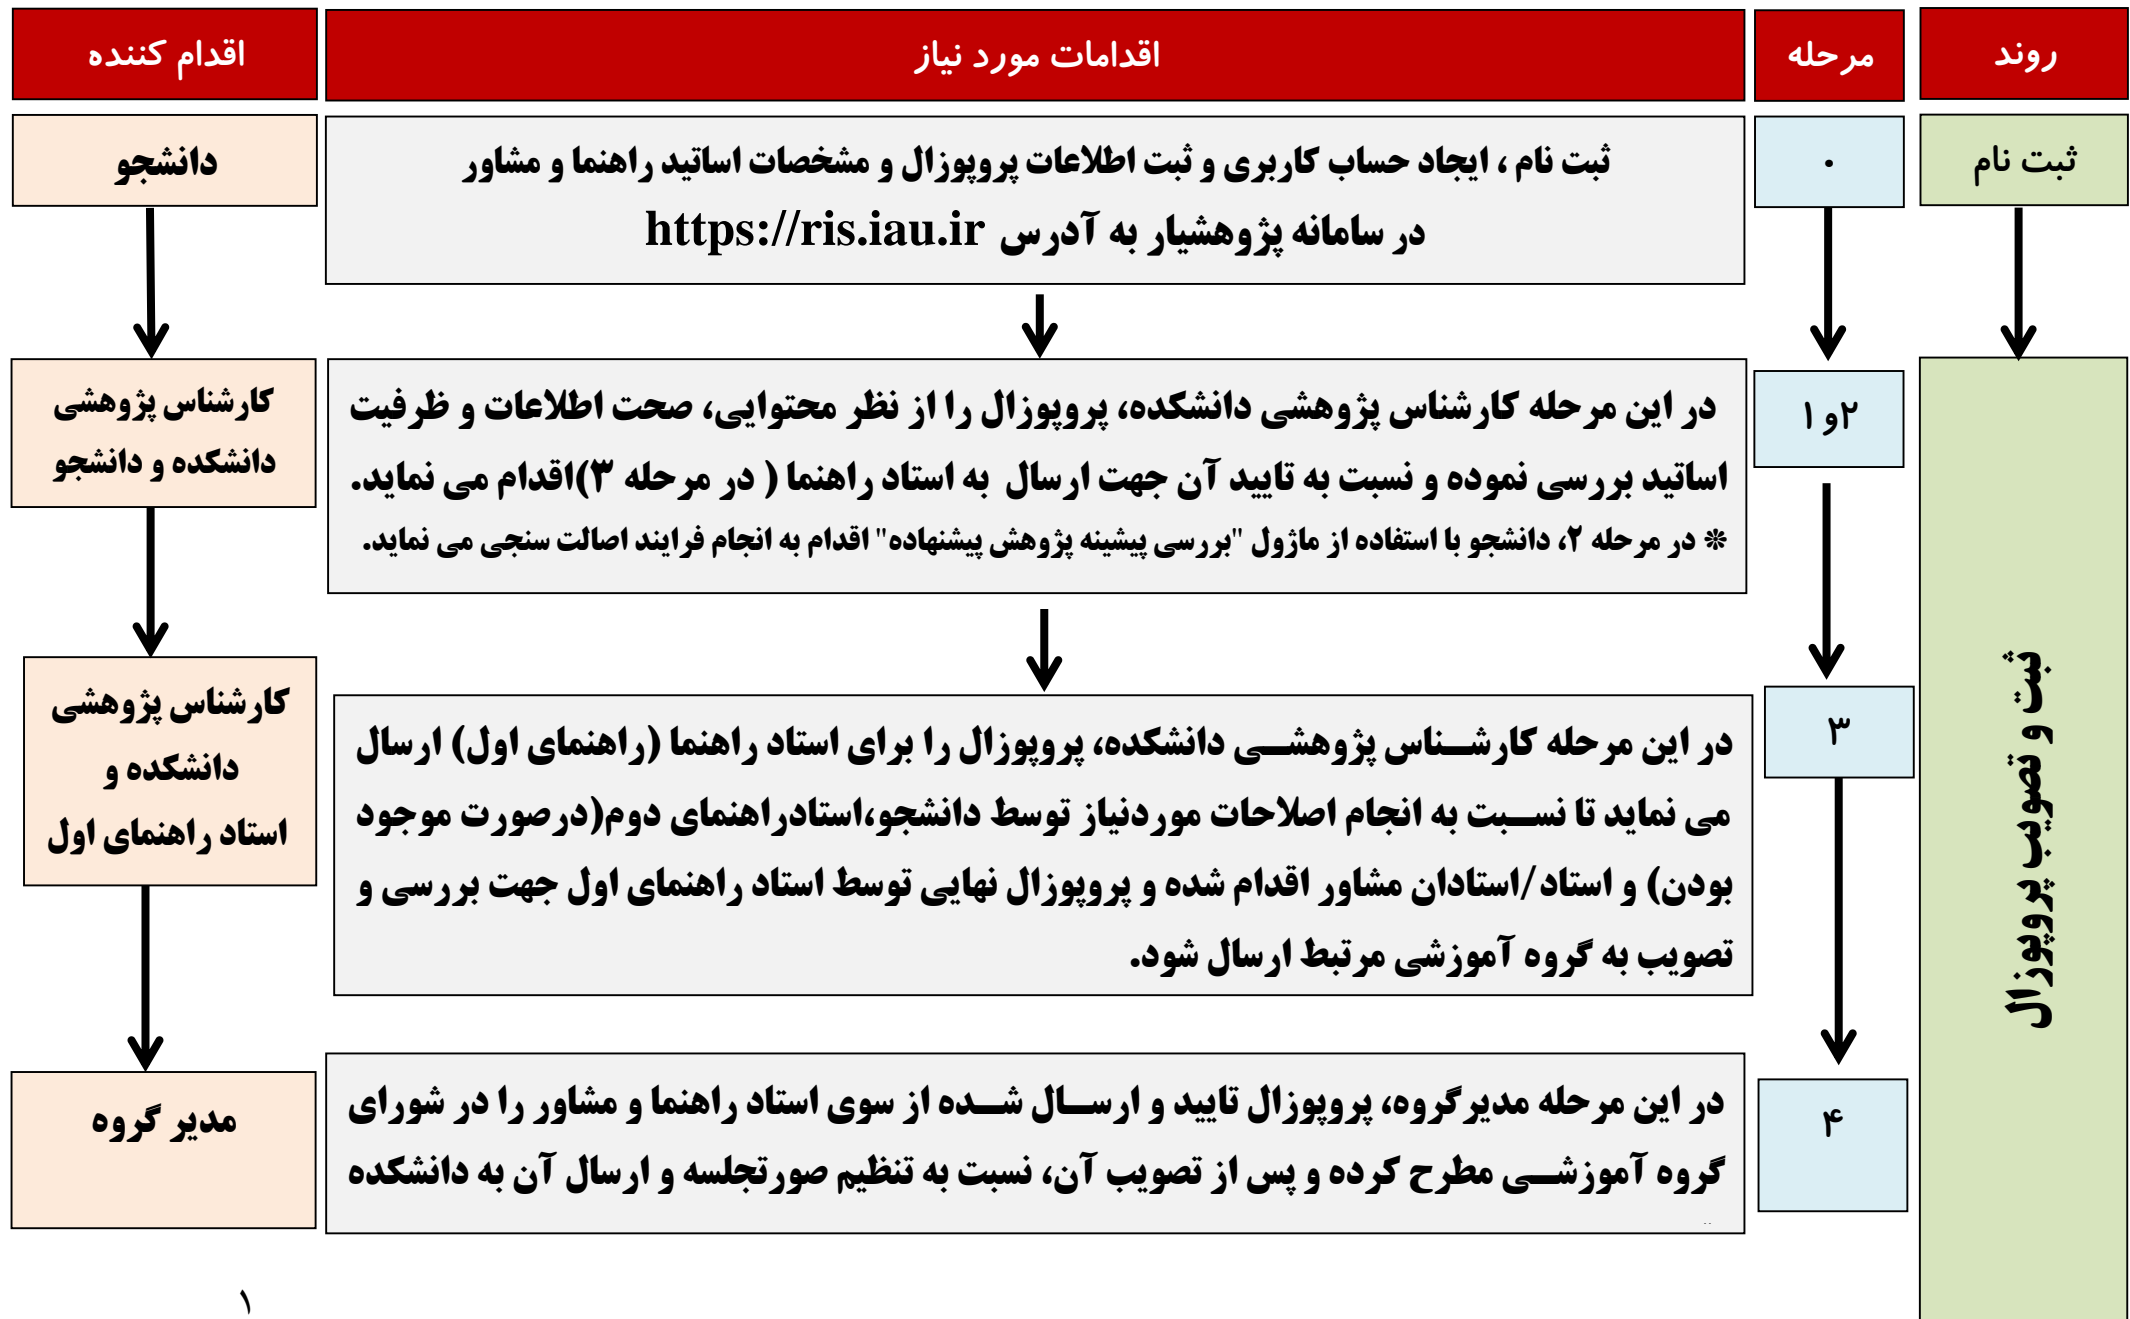 روند
مرحله
اقدامات مورد نیاز
اقدام کننده
ثبت نام
۰
ثبت نام ، ایجاد حساب کاربری و ثبت اطلاعات پروپوزال و مشخصات اساتید راهنما و مشاور
در سامانه پژوهشیار به آدرس https://ris.iau.ir
دانشجو
ثبت و تصویب پروپوزال
۱و۲
در این مرحله کارشناس پژوهشی دانشکده، پروپوزال را از نظر محتوایی، صحت اطلاعات و ظرفیت
اساتید بررسی نموده و نسبت به تایید آن جهت ارسال به استاد راهنما ( در مرحله ۳)اقدام می نماید.
* در مرحله ۲، دانشجو با استفاده از ماژول "بررسی پیشینه پژوهش پیشنهاده" اقدام به انجام فرایند اصالت سنجی می نماید.
کارشناس پژوهشی
دانشکده و دانشجو
۳
در این مرحله کارشــناس پژوهشــی دانشکده، پروپوزال را برای استاد راهنما (راهنمای اول) ارسال
می نماید تا نســبت به انجام اصلاحات موردنیاز توسط دانشجو،استادراهنمای دوم(درصورت موجود
بودن) و استاد /استادان مشاور اقدام شده و پروپوزال نهایی توسط استاد راهنمای اول جهت بررسی و
تصویب به گروه آموزشی مرتبط ارسال شود.
کارشناس پژوهشی
دانشکده و
استاد راهنمای اول
۴
در این مرحله مدیرگروه، پروپوزال تایید و ارســال شــده از سوی استاد راهنما و مشاور را در شورای
گروه آموزشــی مطرح کرده و پس از تصویب آن، نسبت به تنظیم صورتجلسه و ارسال آن به دانشکده
مدیر گروه
۱